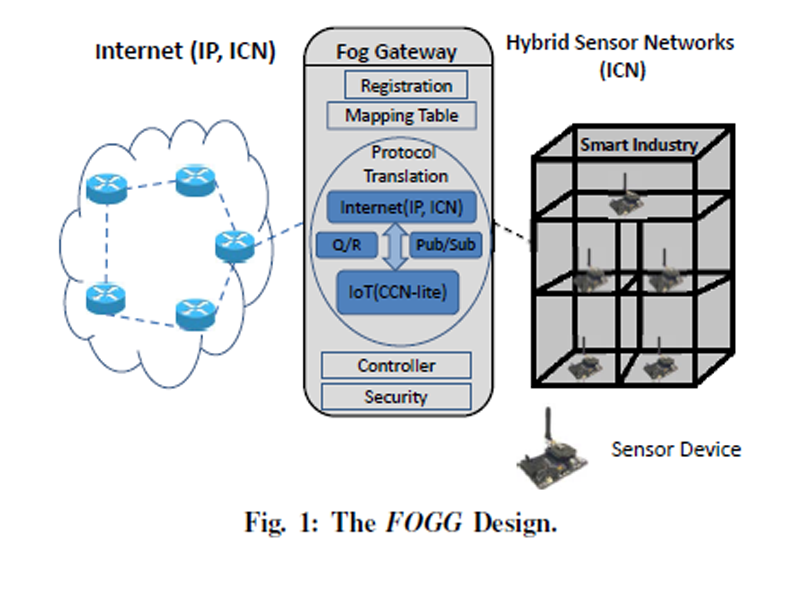 Internet (IP, ICN)
Fog Gateway
Registration
Mapping Table
Protocol
Translation
Internet(IP, ICN)
Q/R
Pub/Sub
IoT(CCN-lite)
Controller
Security
Hybrid Sensor Networks
(ICN)
Smart Industry
Sensor Device
Fig. 1: The FOGG Design.